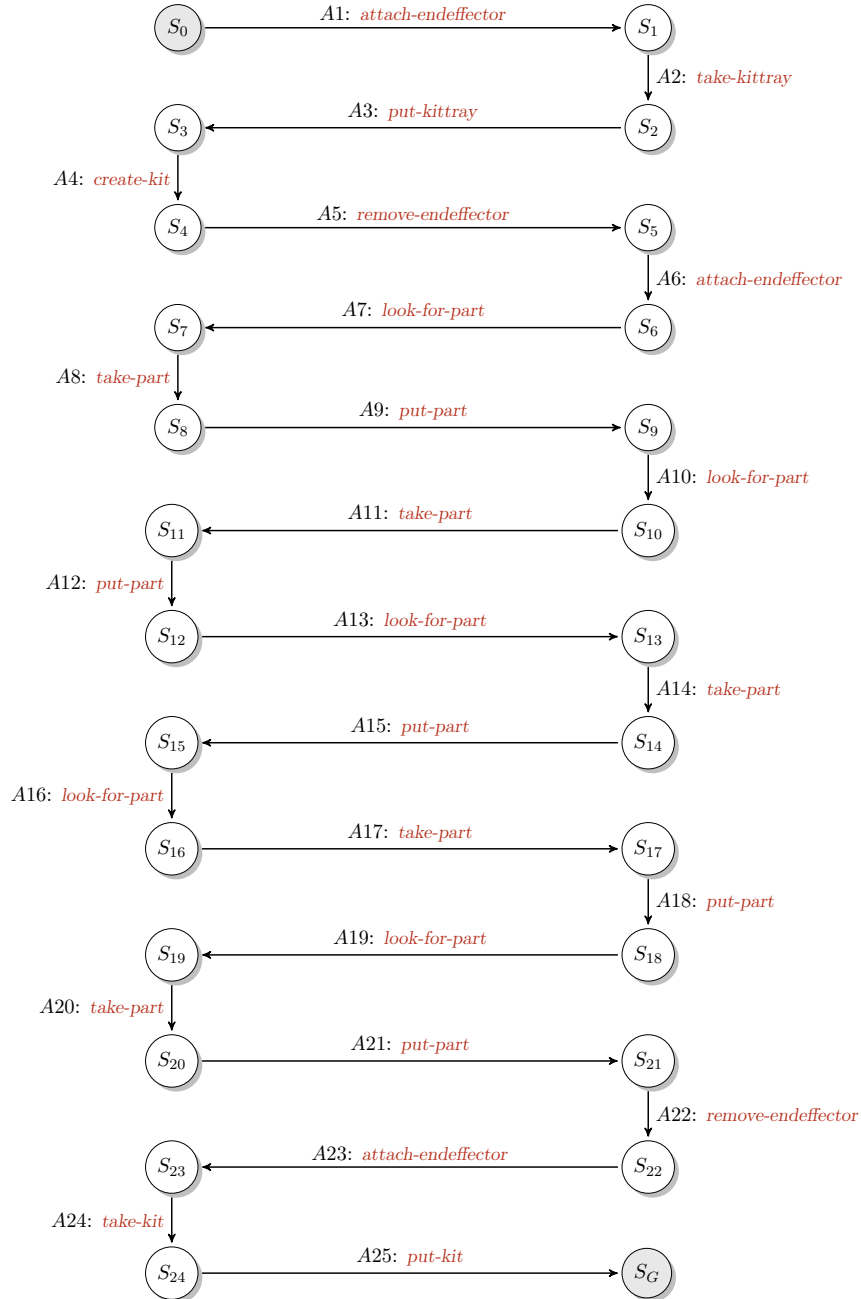 S0 A1: attach-endeffector S1
A2: take-kittray
S3 A3: put-kittray S2
A4: create-kit
S4 A5: remove-endeffector S5
A6: attach-endeffector
S7 A7: look-for-part S6
A8: take-part
S8 A9: put-part S9
A10: look-for-part
S11 A11: take-part S10
A12: put-part
S12 A13: look-for-part S13
A14: take-part
S15 A15: put-part S14
A16: look-for-part
S16 A17: take-part S17
A18: put-part
S19 A19: look-for-part S18
A20: take-part
S20 A21: put-part S21
A22: remove-endeffector
S23 A23: attach-endeffector S22
A24: take-kit
S24 A25: put-kit SG